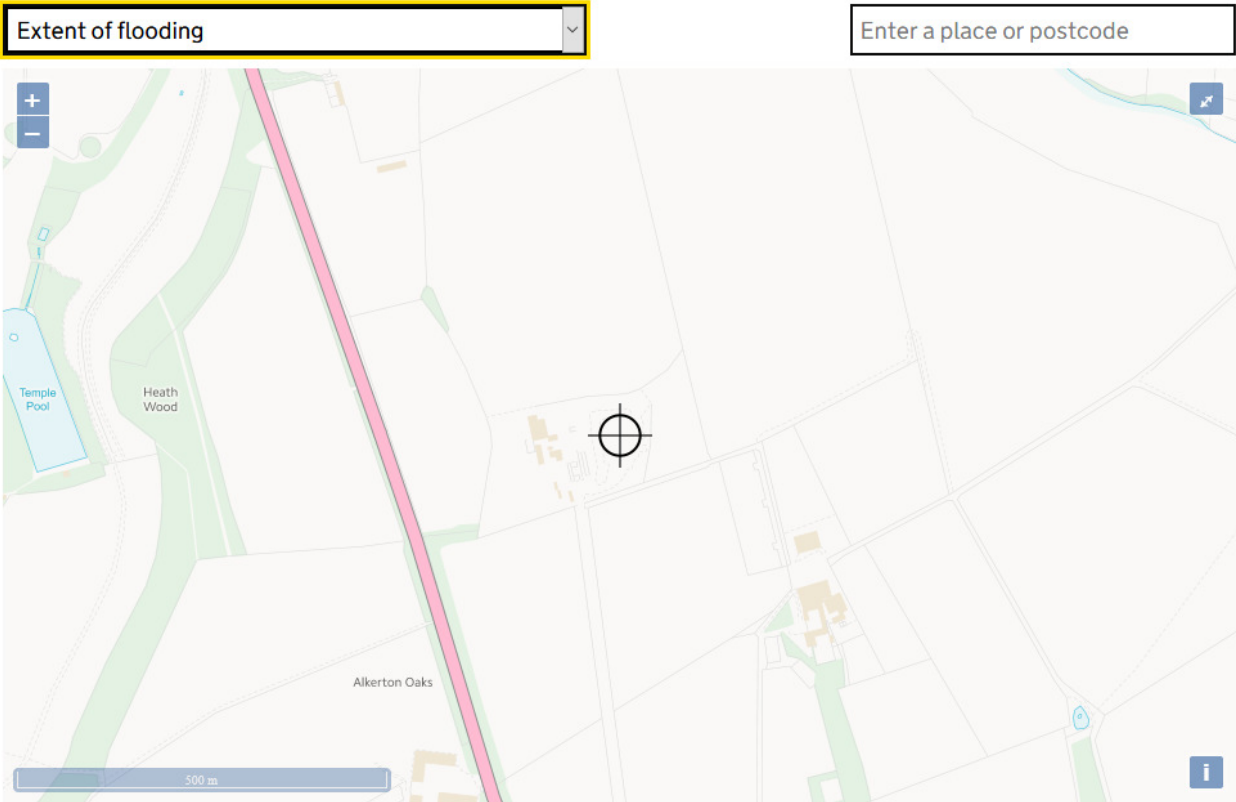 Extent of flooding
Enter a place or postcode
+
−
Temple
Pool
Heath
Wood
Alkerton Oaks
500 m
i